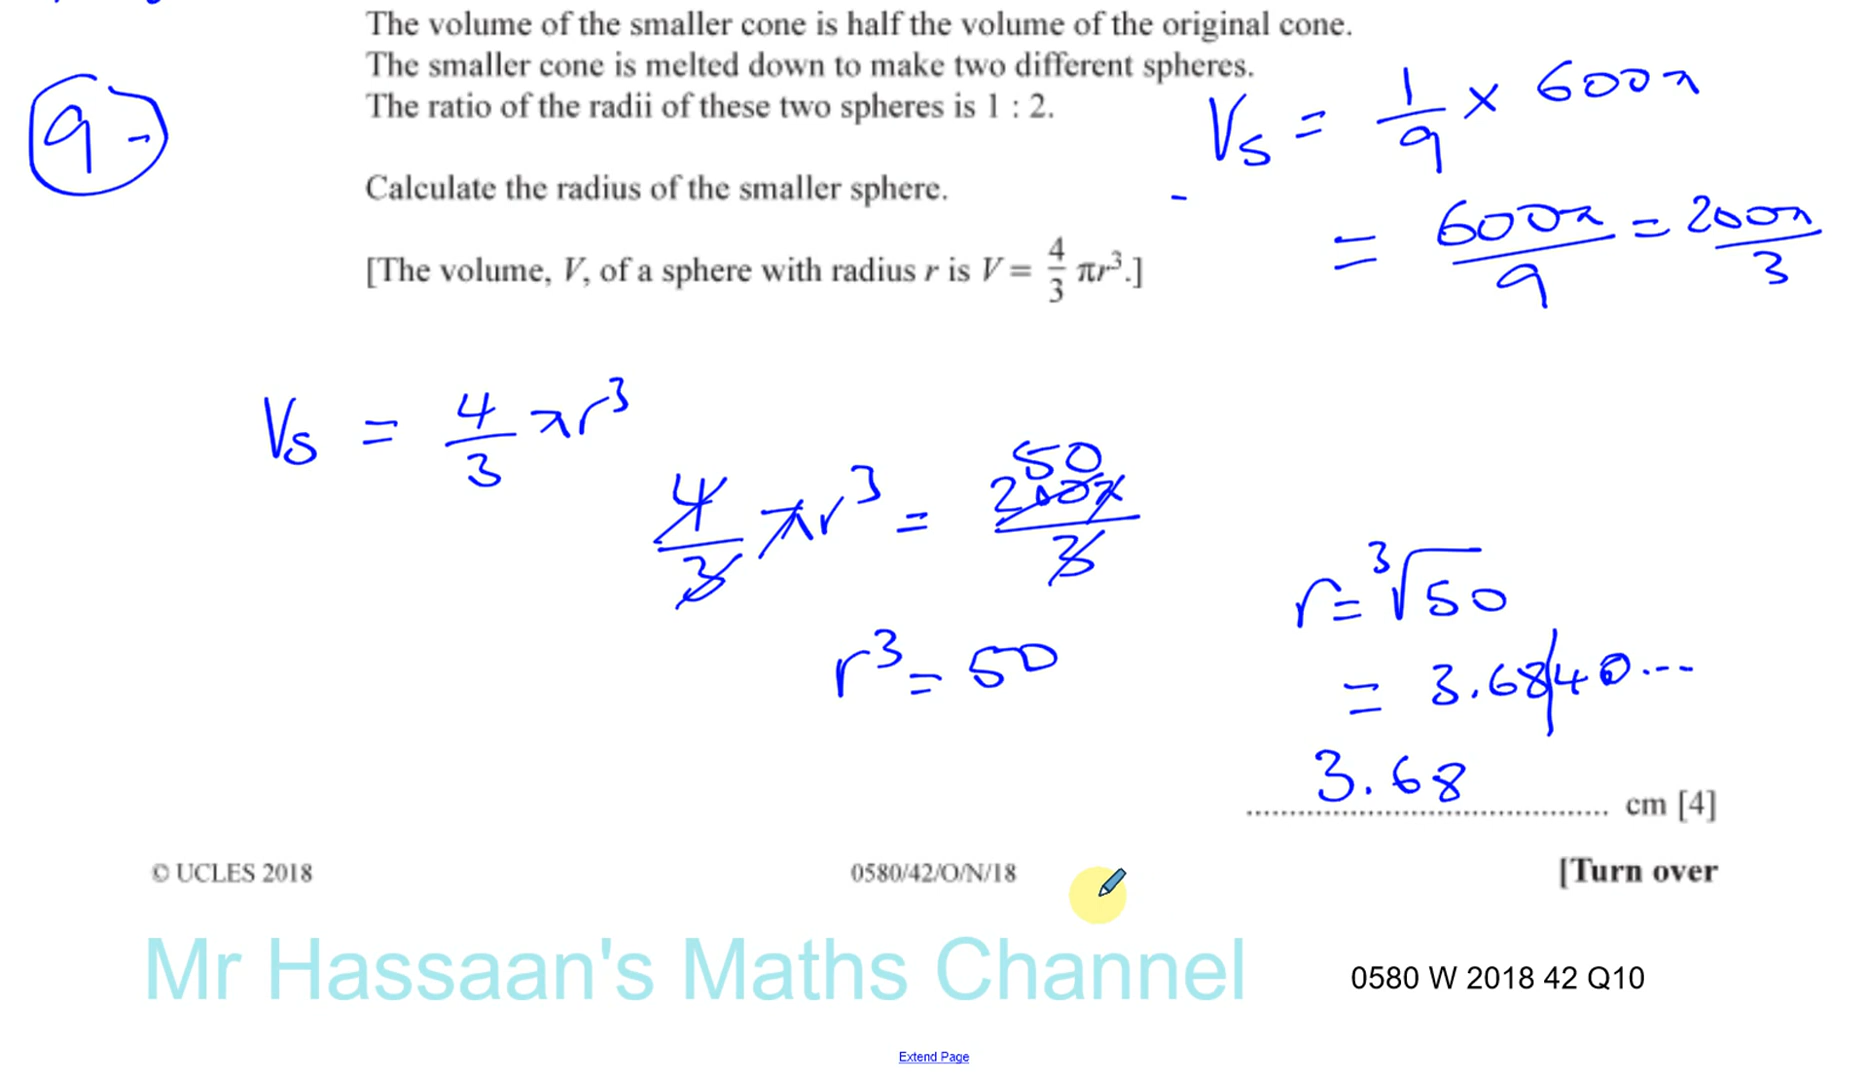 The volume of the smaller cone is half the volume of the original cone.
The smaller cone is melted down to make two different spheres.
The ratio of the radii of these two spheres is 1 : 2.
9-
Vs = 1/9 × 600π
Calculate the radius of the smaller sphere.
= 600π/9 = 200π/3
[The volume, V, of a sphere with radius r is V = 4/3 πr³.]
Vs = 4/3 πr³
50
4/3 πr³ = 200π/3
r³ = 50
r = ³√50
= 3.68|40...
3.68
.......................................... cm [4]
© UCLES 2018
0580/42/O/N/18
[Turn over
Mr Hassaan's Maths Channel
0580 W 2018 42 Q10
Extend Page